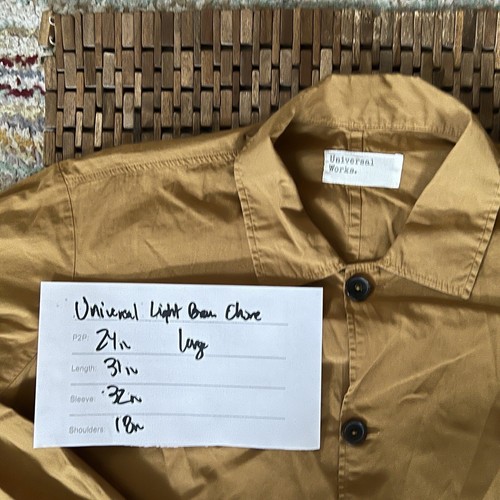 Universal
Works.
Universal Light Brown Chore
P2P: 24in Large
Length: 31in
Sleeve: 32in
Shoulders: 18in